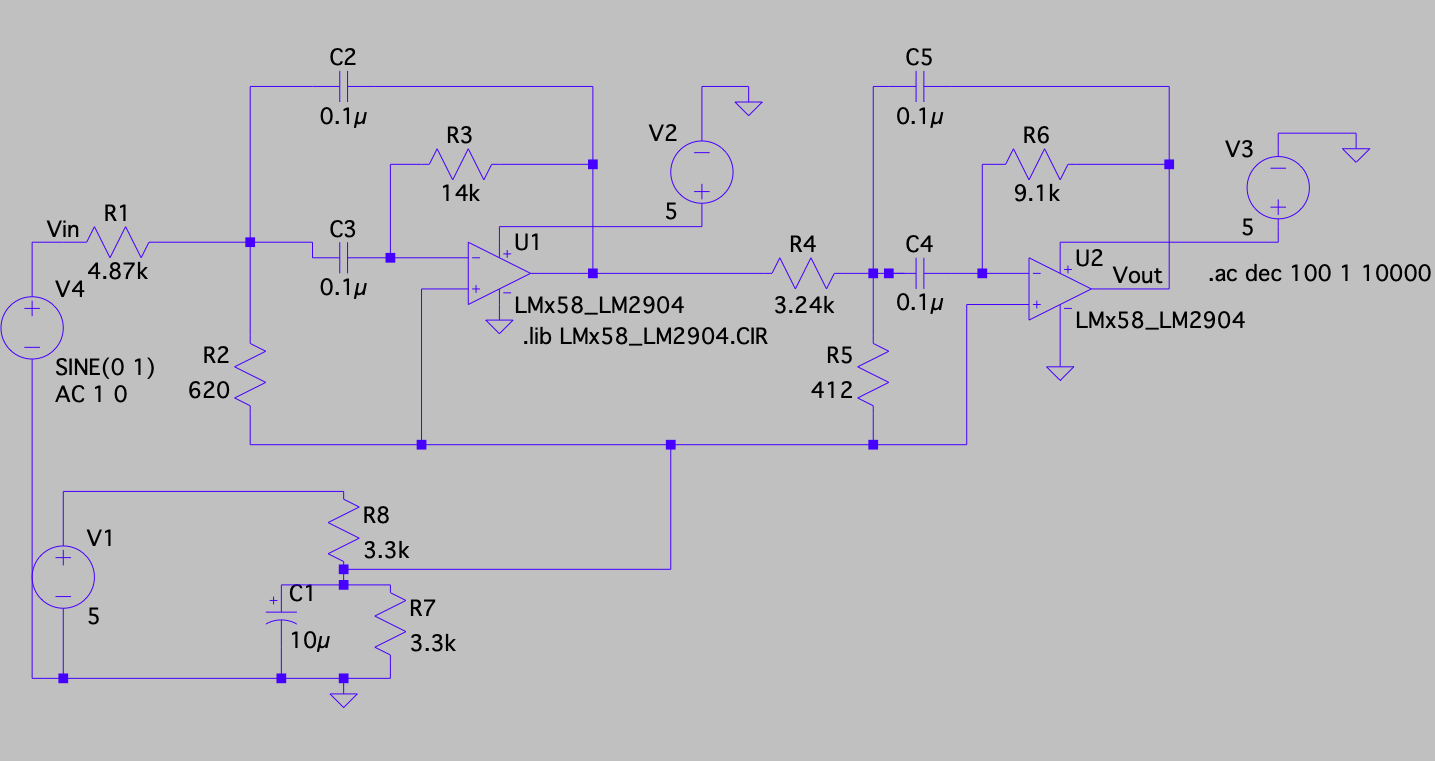 C2
0.1µ
C5
0.1µ
R3
14k
V2
5
R6
9.1k
V3
5
Vin
R1
4.87k
C3
0.1µ
U1
LMx58_LM2904
.lib LMx58_LM2904.CIR
R4
3.24k
C4
0.1µ
U2
Vout
LMx58_LM2904
.ac dec 100 1 10000
V4
SINE(0 1)
AC 1 0
R2
620
R5
412
V1
5
R8
3.3k
C1
10µ
R7
3.3k